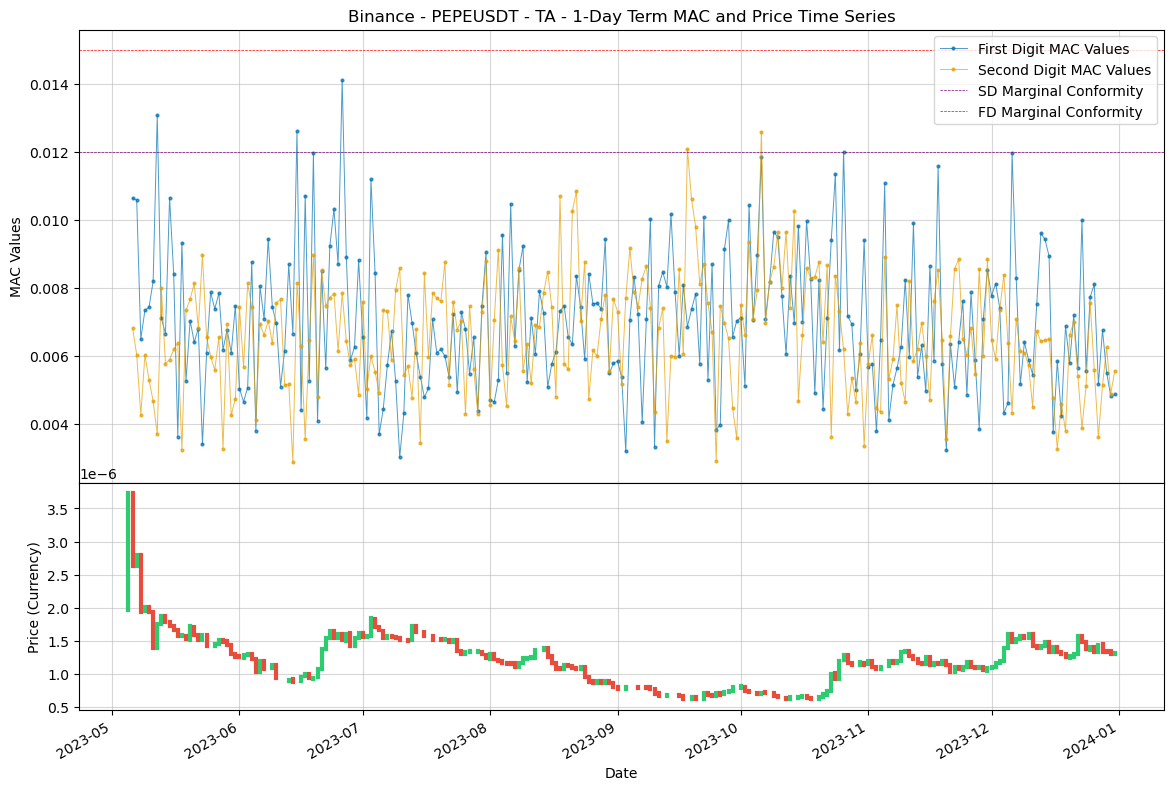 Binance - PEPEUSDT - TA - 1-Day Term MAC and Price Time Series
First Digit MAC Values
Second Digit MAC Values
SD Marginal Conformity
FD Marginal Conformity
MAC Values
0.014
0.012
0.010
0.008
0.006
0.004
1e−6
Price (Currency)
3.5
3.0
2.5
2.0
1.5
1.0
0.5
2023-05
2023-06
2023-07
2023-08
2023-09
2023-10
2023-11
2023-12
2024-01
Date